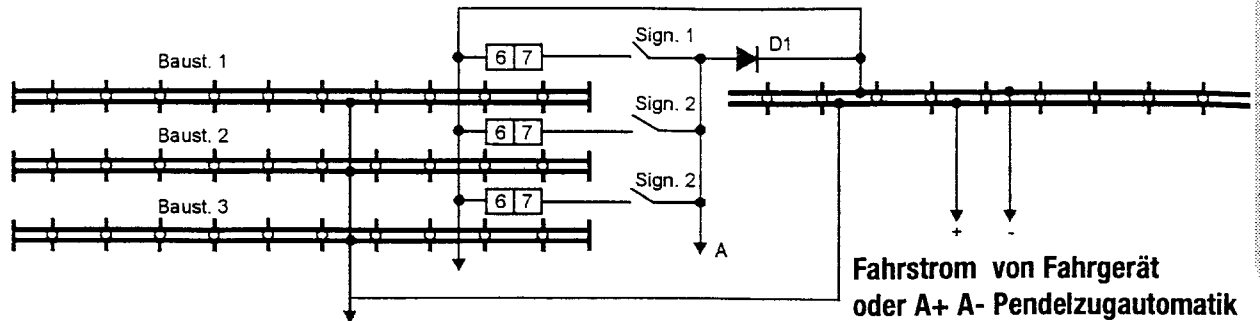 Sign. 1
D1
6 7
Baust. 1
Sign. 2
6 7
Baust. 2
Sign. 2
6 7
Baust. 3
A
+ -
Fahrstrom von Fahrgerät
oder A+ A- Pendelzugautomatik